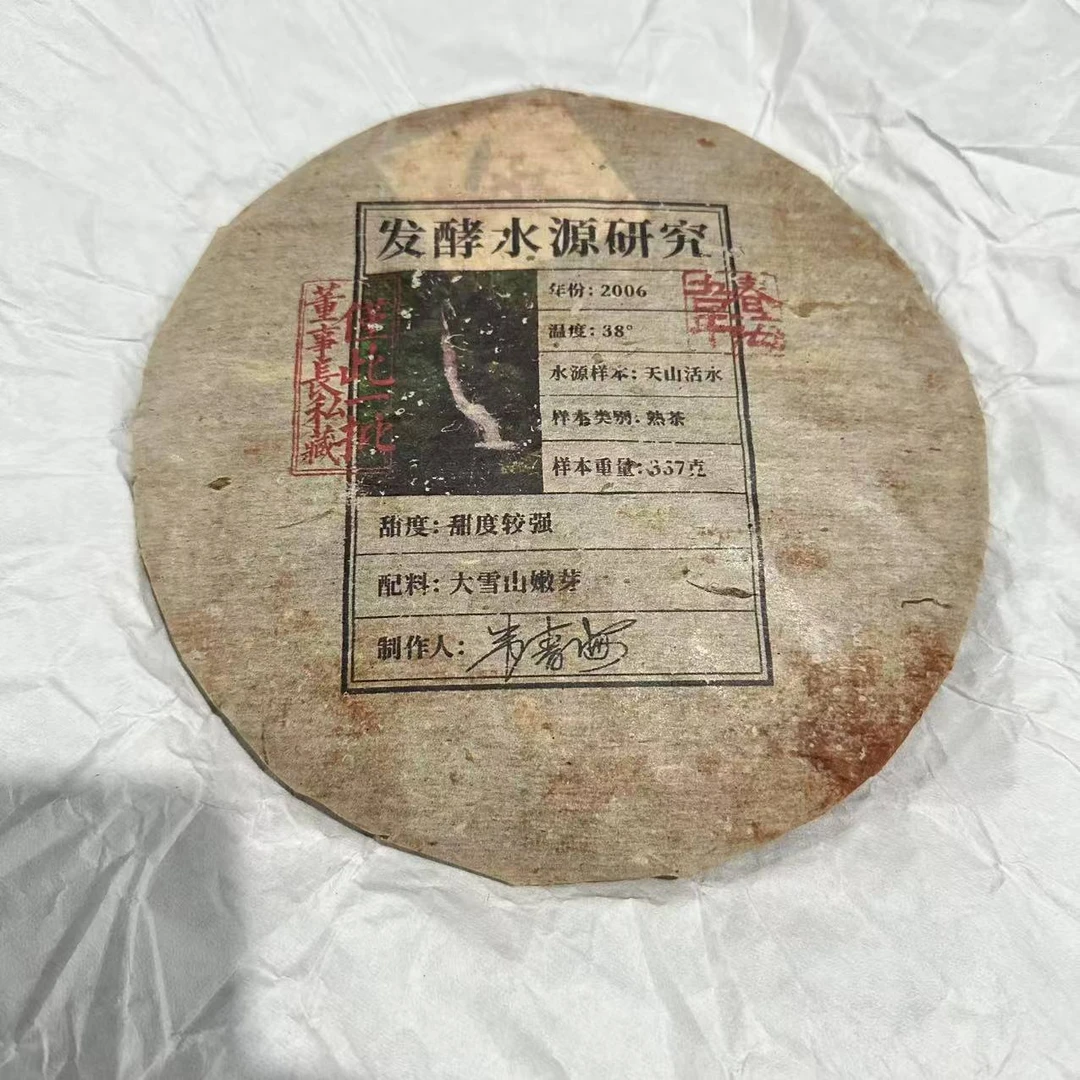 发酵水源研究
年份：2006
温度：38°
水源样本：天山活水
样本类别：熟茶
样本重量：357克
甜度：甜度较强
配料：大雪山嫩芽
制作人：
董事長私藏
僅此一批